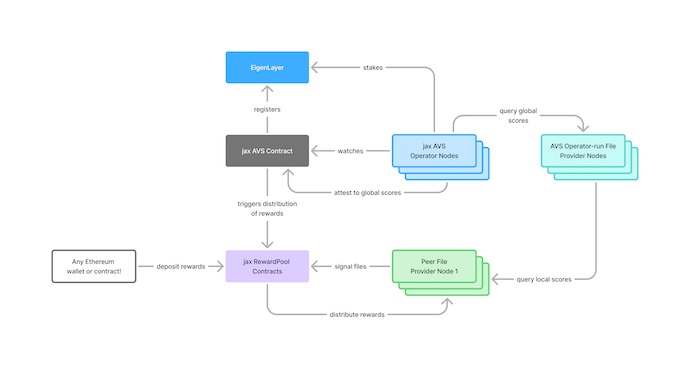 EigenLayer
stakes
query global
scores
registers
jax AVS Contract
watches
jax AVS
Operator Nodes
AVS Operator-run File
Provider Nodes
attest to global scores
triggers distribution
of rewards
Any Ethereum
wallet or contract!
deposit rewards
jax RewardPool
Contracts
signal files
Peer File
Provider Node 1
query local scores
distribute rewards